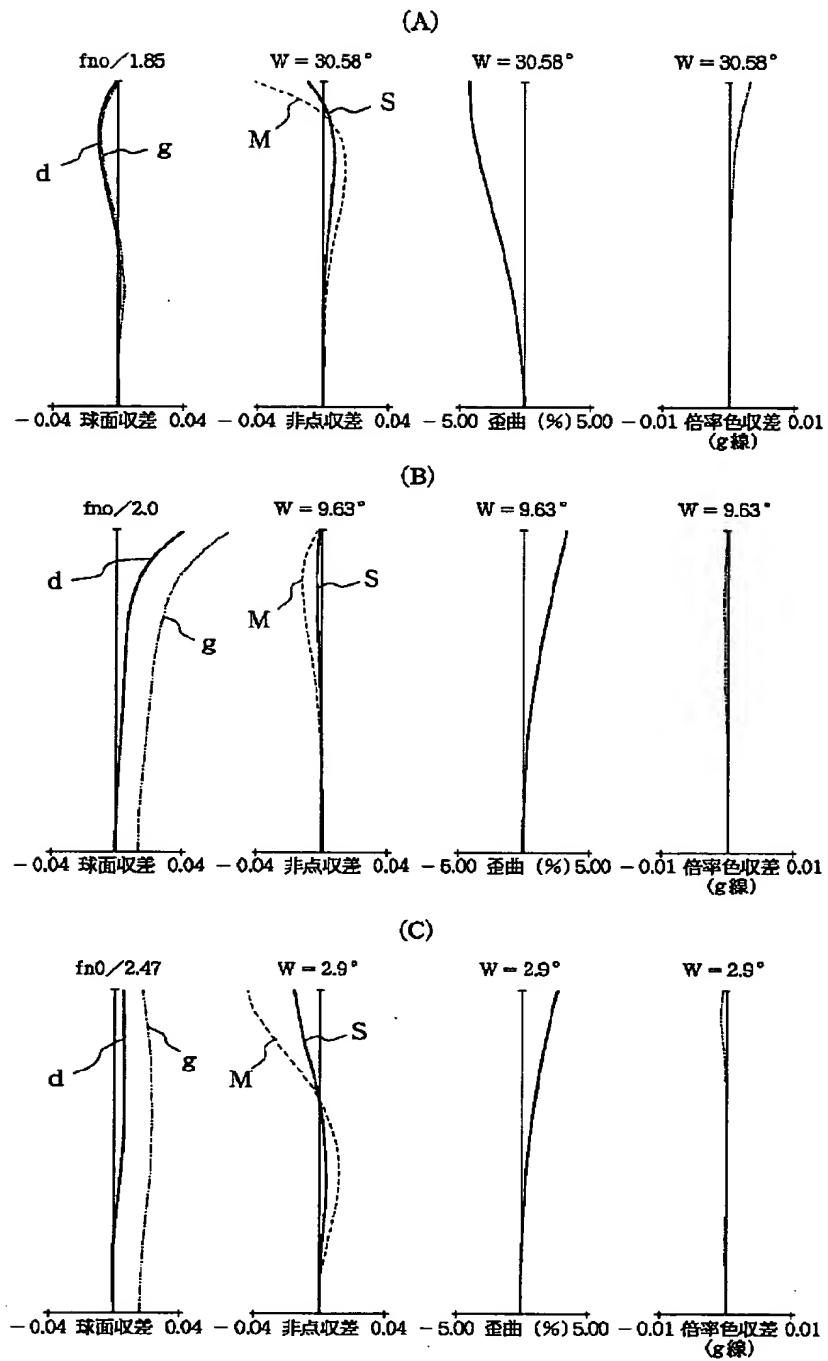 (A)
fno/1.85
W = 30.58°
W = 30.58°
W = 30.58°
S
M
d
g
-0.04 球面収差 0.04
-0.04 非点収差 0.04
-5.00 歪曲 (%) 5.00
-0.01 倍率色収差 0.01
(g線)
(B)
fno/2.0
W = 9.63°
W = 9.63°
W = 9.63°
d
S
M
g
-0.04 球面収差 0.04
-0.04 非点収差 0.04
-5.00 歪曲 (%) 5.00
-0.01 倍率色収差 0.01
(g線)
(C)
fn0/2.47
W = 2.9°
W = 2.9°
W = 2.9°
S
g
d
M
-0.04 球面収差 0.04
-0.04 非点収差 0.04
-5.00 歪曲 (%) 5.00
-0.01 倍率色収差 0.01
(g線)